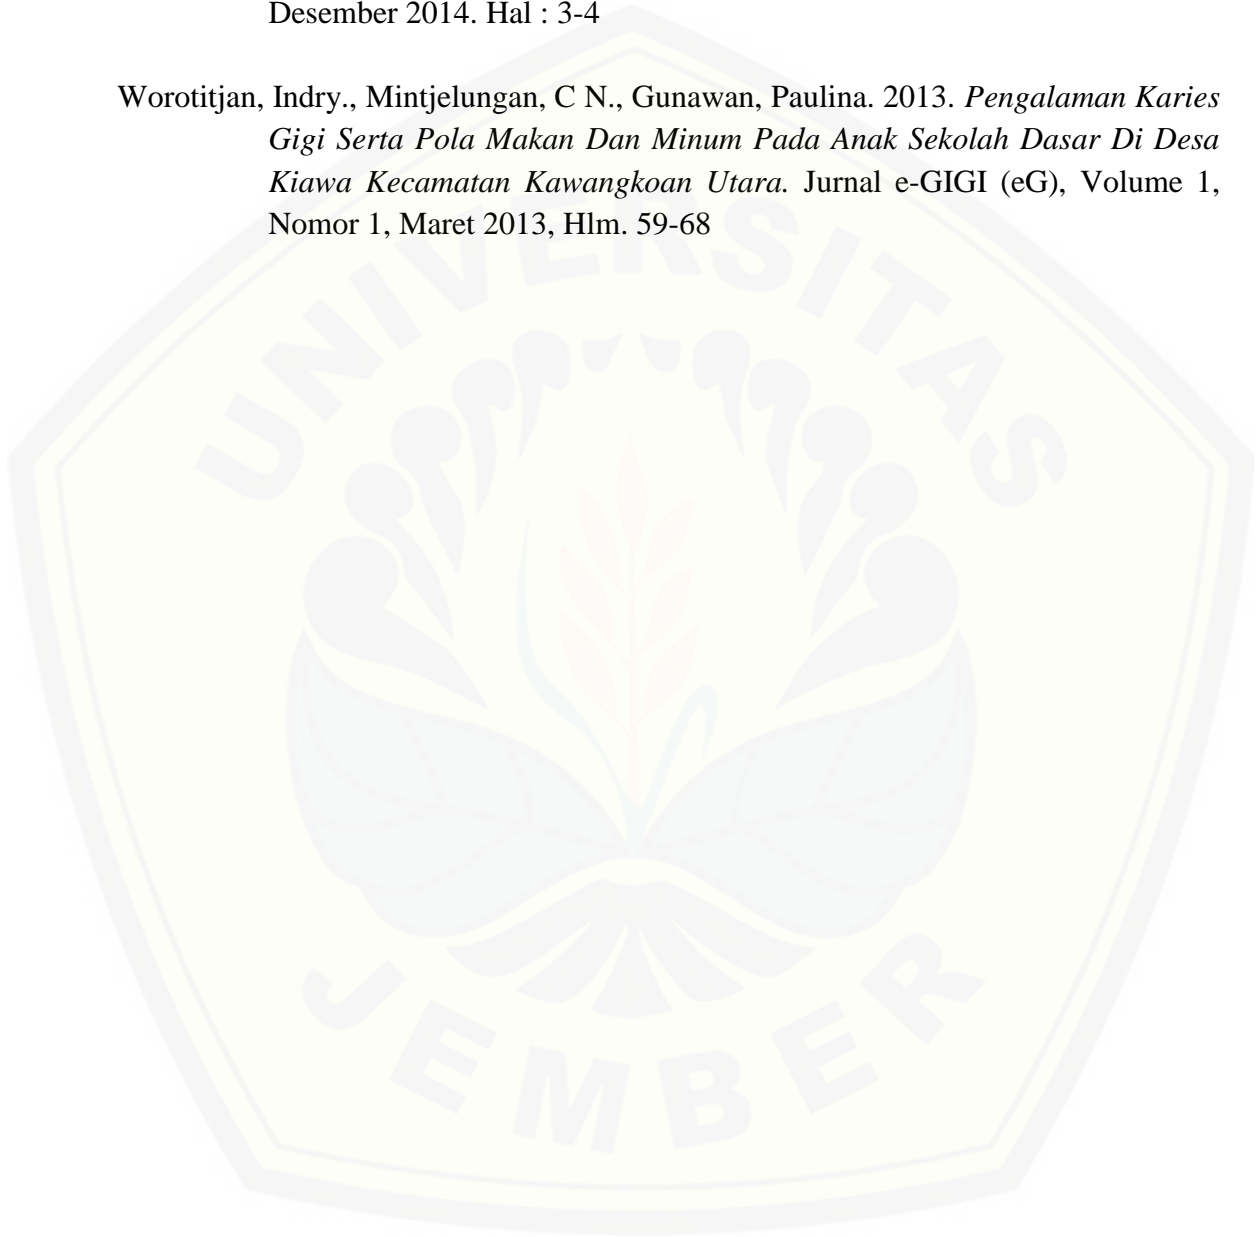 Desember 2014. Hal : 3-4
Worotitjan, Indry., Mintjelungan, C N., Gunawan, Paulina. 2013. Pengalaman Karies
Gigi Serta Pola Makan Dan Minum Pada Anak Sekolah Dasar Di Desa
Kiawa Kecamatan Kawangkoan Utara. Jurnal e-GIGI (eG), Volume 1,
Nomor 1, Maret 2013, Hlm. 59-68
UNIVERSITAS
JEMBER